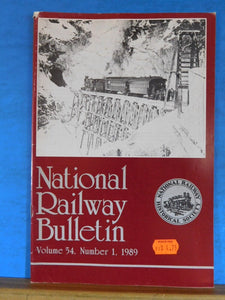 National
Railway
Bulletin
Volume 54, Number 1, 1989
NATIONAL RAILWAY
HISTORICAL SOCIETY